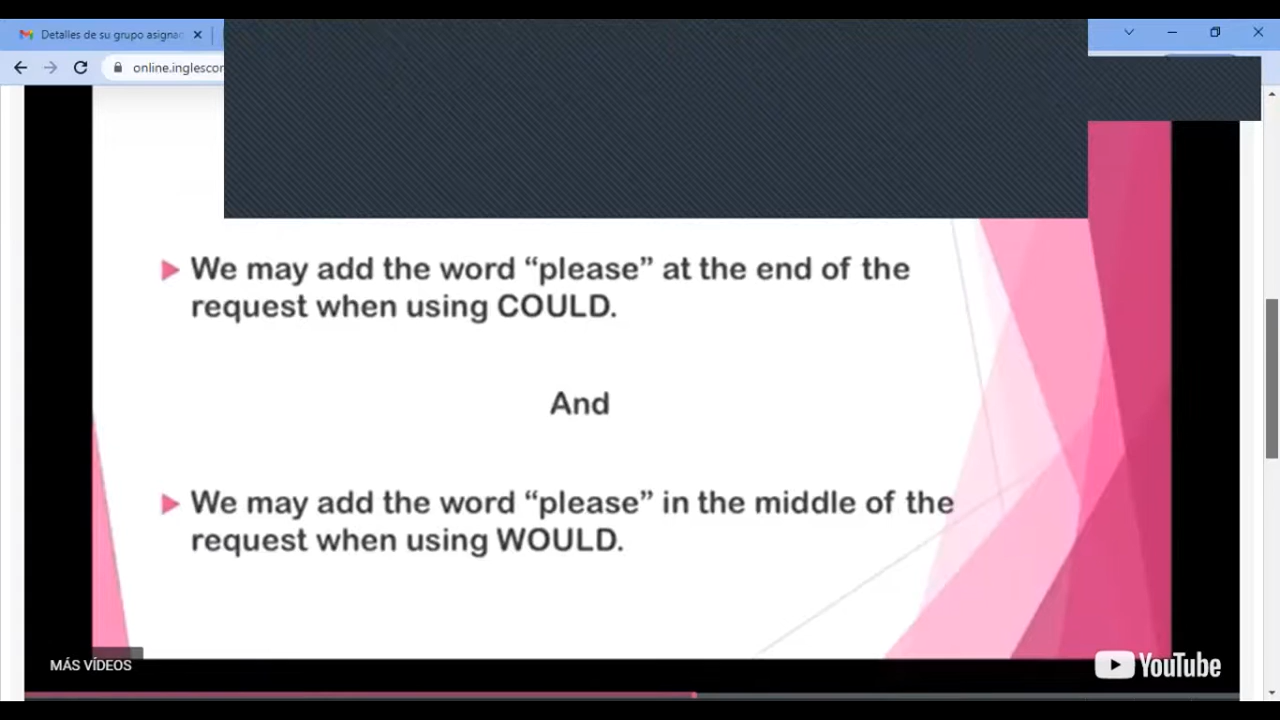 Detalles de su grupo asigna
online.inglescor
We may add the word “please” at the end of the
request when using COULD.
And
We may add the word “please” in the middle of the
request when using WOULD.
MÁS VÍDEOS
YouTube